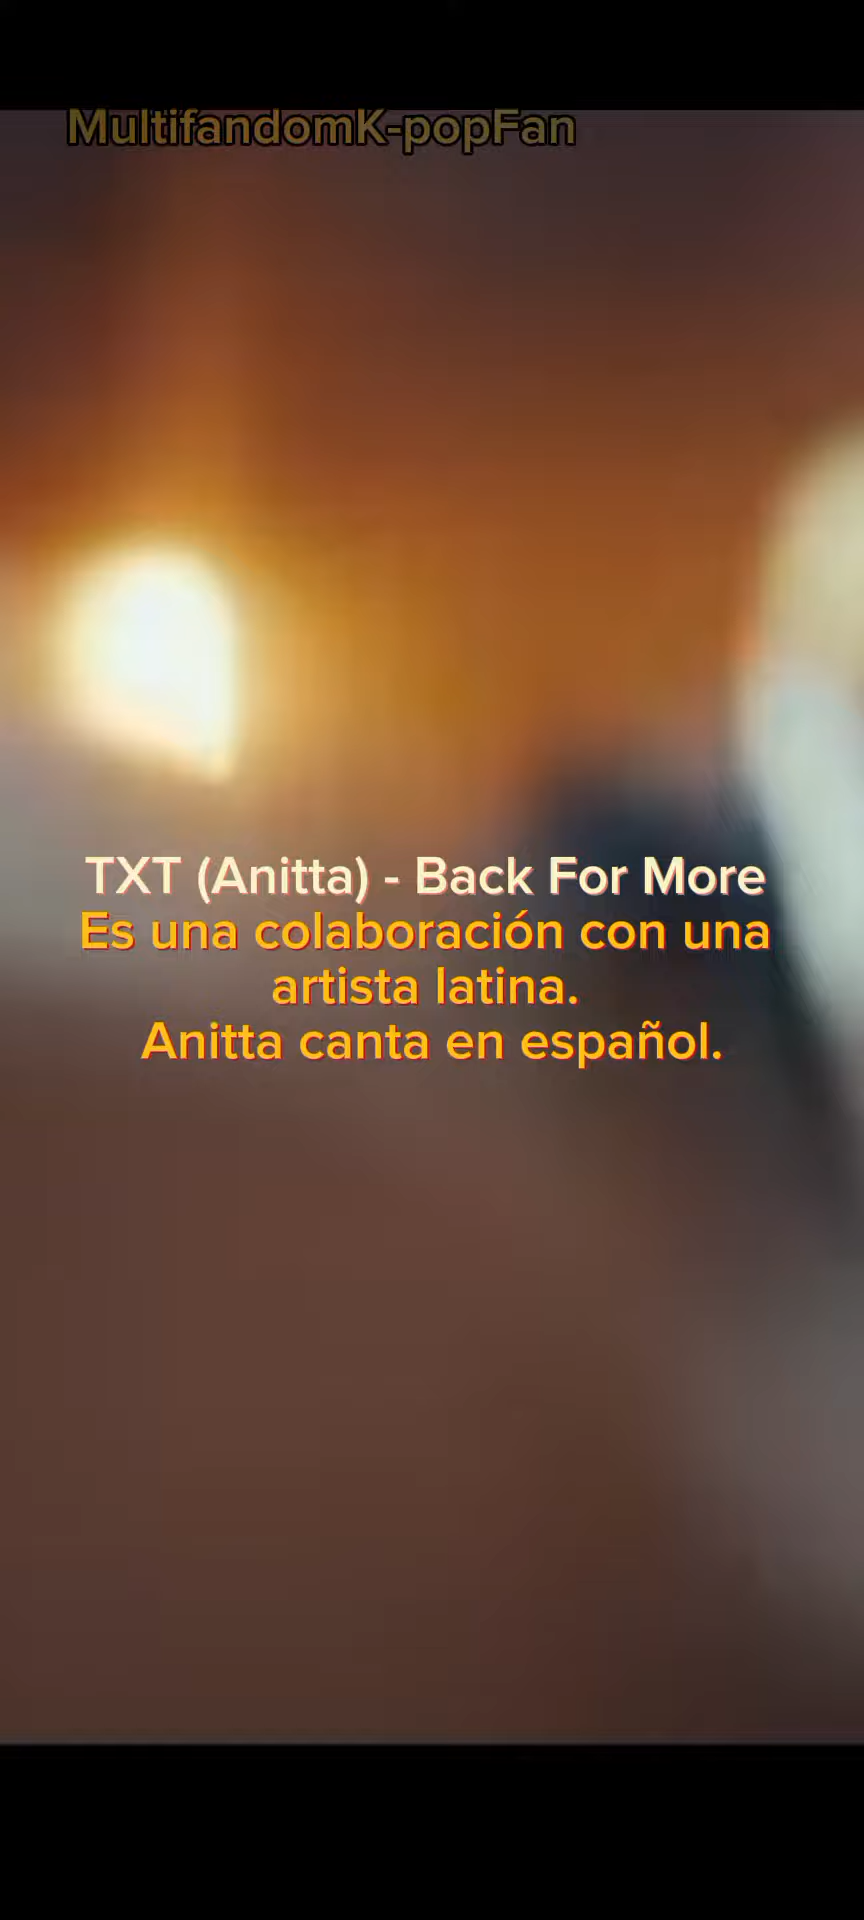 MultifandomK-popFan
TXT (Anitta) - Back For More
Es una colaboración con una
artista latina.
Anitta canta en español.